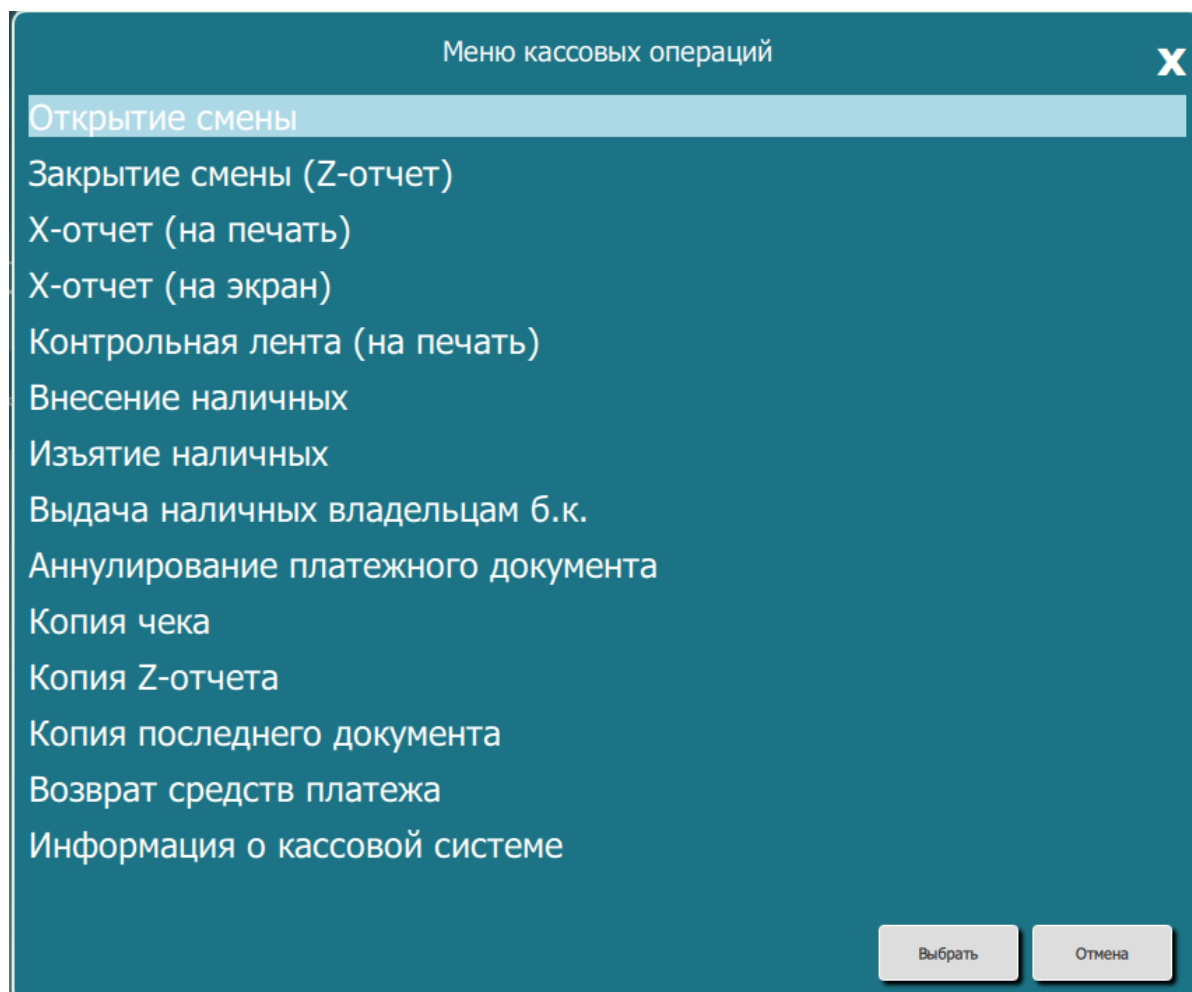 Меню кассовых операций
X
Открытие смены
Закрытие смены (Z-отчет)
X-отчет (на печать)
X-отчет (на экран)
Контрольная лента (на печать)
Внесение наличных
Изъятие наличных
Выдача наличных владельцам б.к.
Аннулирование платежного документа
Копия чека
Копия Z-отчета
Копия последнего документа
Возврат средств платежа
Информация о кассовой системе
Выбрать Отмена